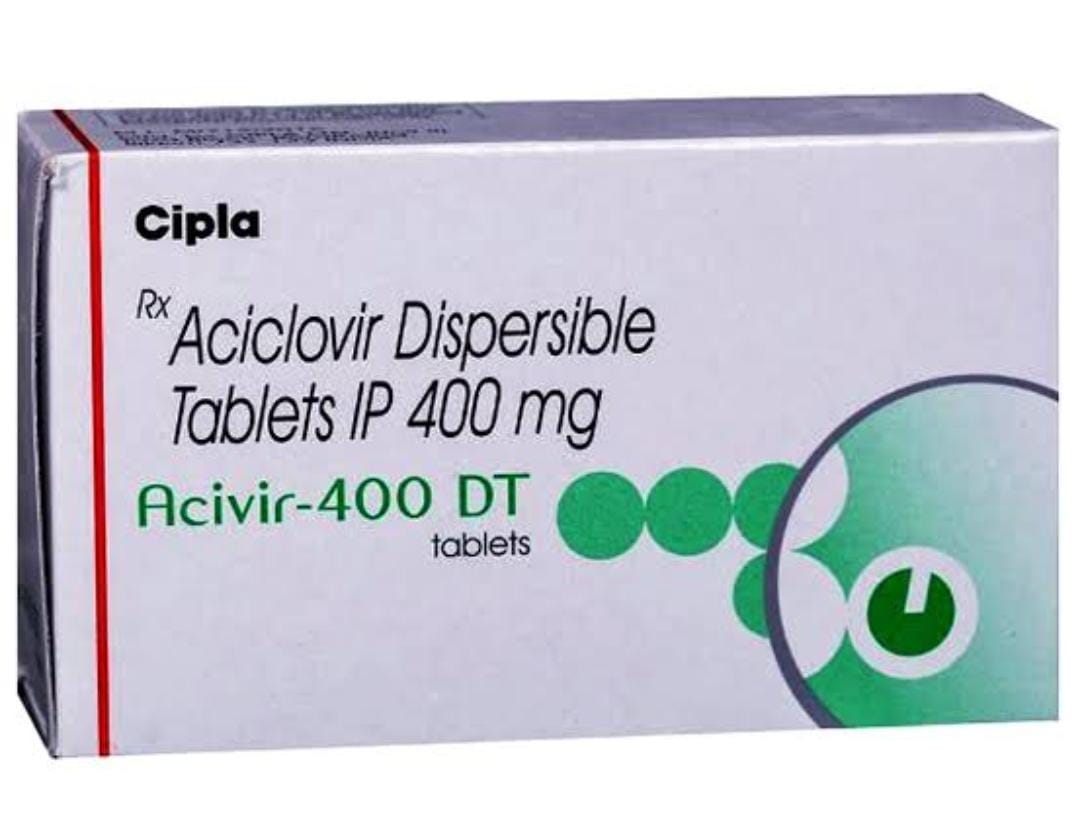 Cipla
Rx Aciclovir Dispersible
Tablets IP 400 mg
Acivir-400 DT
tablets